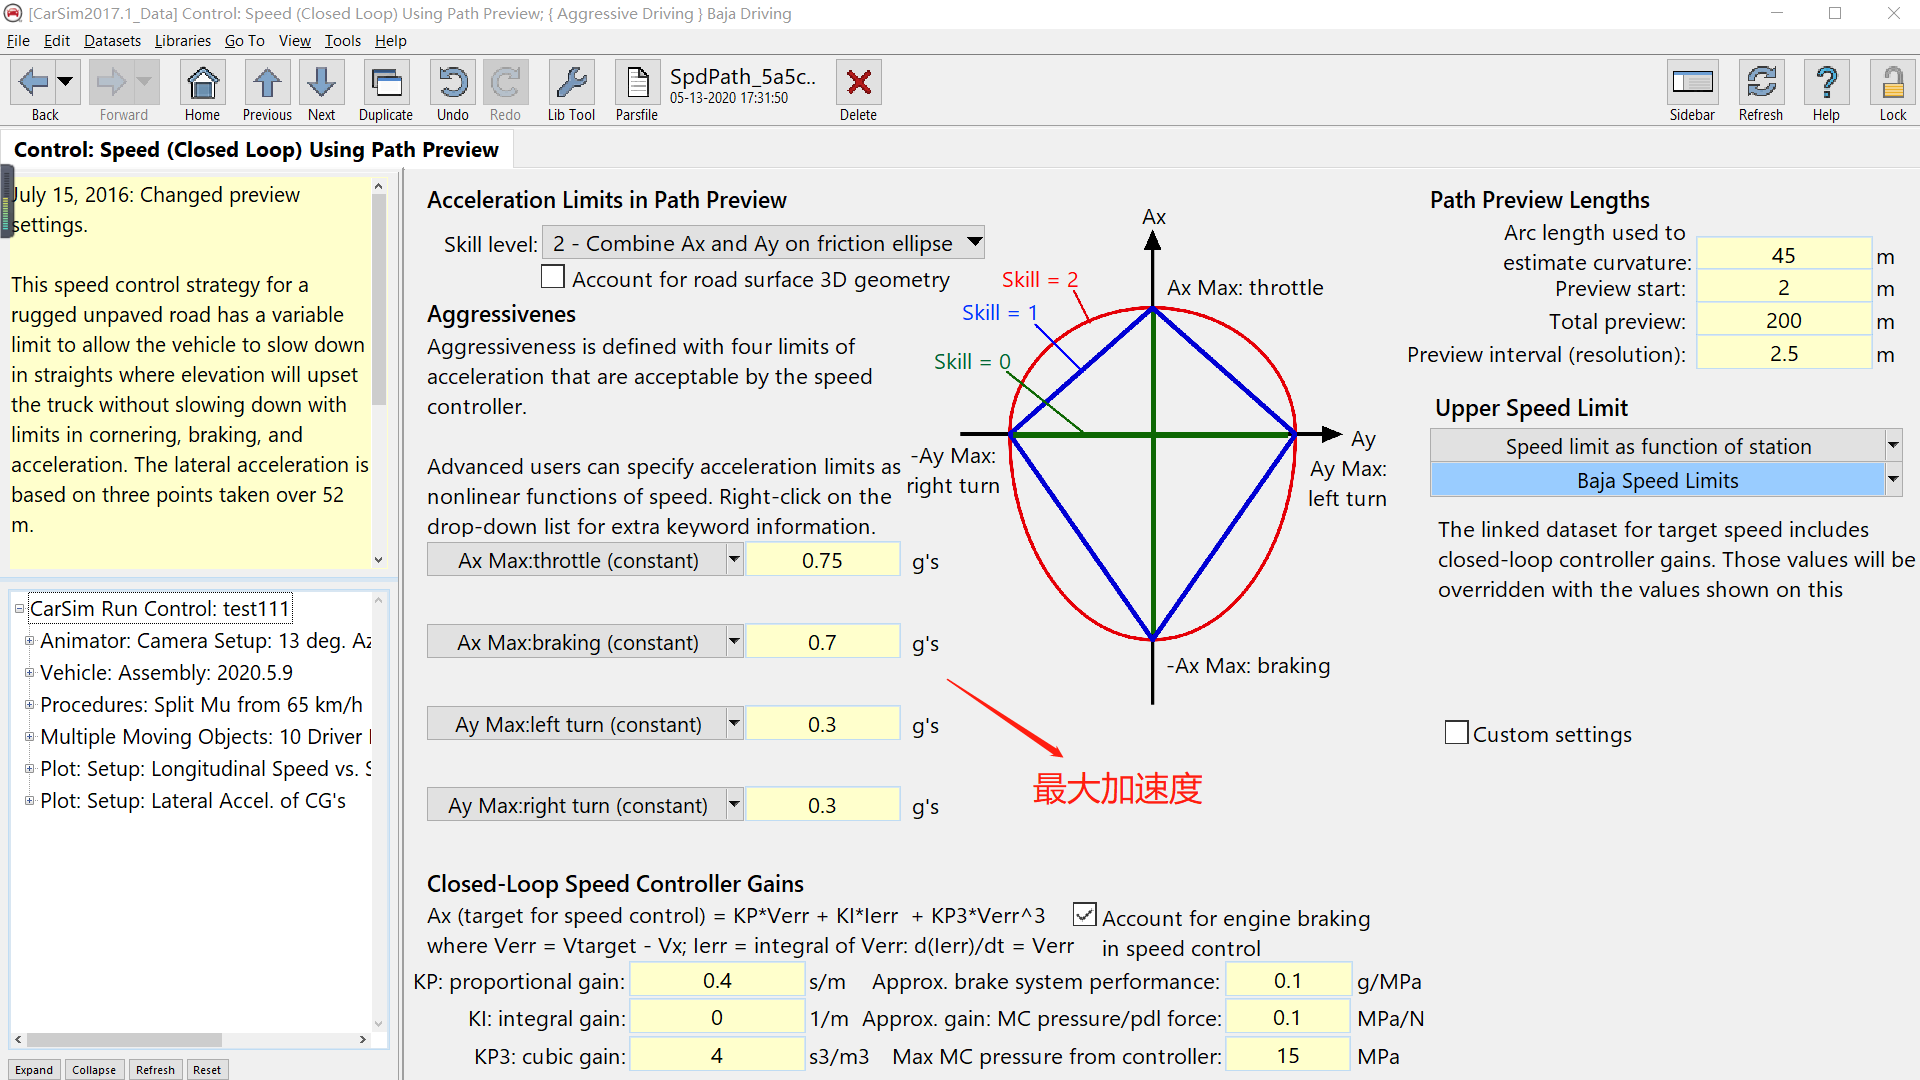 [CarSim2017.1_Data] Control: Speed (Closed Loop) Using Path Preview; { Aggressive Driving } Baja Driving
File Edit Datasets Libraries Go To View Tools Help
Back Forward Home Previous Next Duplicate Undo Redo Lib Tool Parsfile
SpdPath_5a5c..
05-13-2020 17:31:50
Delete Sidebar Refresh Help Lock
Control: Speed (Closed Loop) Using Path Preview
July 15, 2016: Changed preview
settings.
This speed control strategy for a
rugged unpaved road has a variable
limit to allow the vehicle to slow down
in straights where elevation will upset
the truck without slowing down with
limits in cornering, braking, and
acceleration. The lateral acceleration is
based on three points taken over 52
m.
CarSim Run Control: test111
Animator: Camera Setup: 13 deg. Az
Vehicle: Assembly: 2020.5.9
Procedures: Split Mu from 65 km/h
Multiple Moving Objects: 10 Driver
Plot: Setup: Longitudinal Speed vs. S
Plot: Setup: Lateral Accel. of CG's
Expand Collapse Refresh Reset
Acceleration Limits in Path Preview
Skill level: 2 - Combine Ax and Ay on friction ellipse
Account for road surface 3D geometry
Aggressivenes
Aggressiveness is defined with four limits of
acceleration that are acceptable by the speed
controller.
Advanced users can specify acceleration limits as
nonlinear functions of speed. Right-click on the
drop-down list for extra keyword information.
Ax Max:throttle (constant) 0.75 g's
Ax Max:braking (constant) 0.7 g's
Ay Max:left turn (constant) 0.3 g's
Ay Max:right turn (constant) 0.3 g's
Ax
Skill = 2
Ax Max: throttle
Skill = 1
Skill = 0
Ay
-Ay Max:
right turn
Ay Max:
left turn
-Ax Max: braking
最大加速度
Path Preview Lengths
Arc length used to
estimate curvature: 45 m
Preview start: 2 m
Total preview: 200 m
Preview interval (resolution): 2.5 m
Upper Speed Limit
Speed limit as function of station
Baja Speed Limits
The linked dataset for target speed includes
closed-loop controller gains. Those values will be
overridden with the values shown on this
Custom settings
Closed-Loop Speed Controller Gains
Ax (target for speed control) = KP*Verr + KI*Ierr + KP3*Verr^3
where Verr = Vtarget - Vx; Ierr = integral of Verr: d(Ierr)/dt = Verr
Account for engine braking
in speed control
KP: proportional gain: 0.4 s/m Approx. brake system performance: 0.1 g/MPa
KI: integral gain: 0 1/m Approx. gain: MC pressure/pdl force: 0.1 MPa/N
KP3: cubic gain: 4 s3/m3 Max MC pressure from controller: 15 MPa